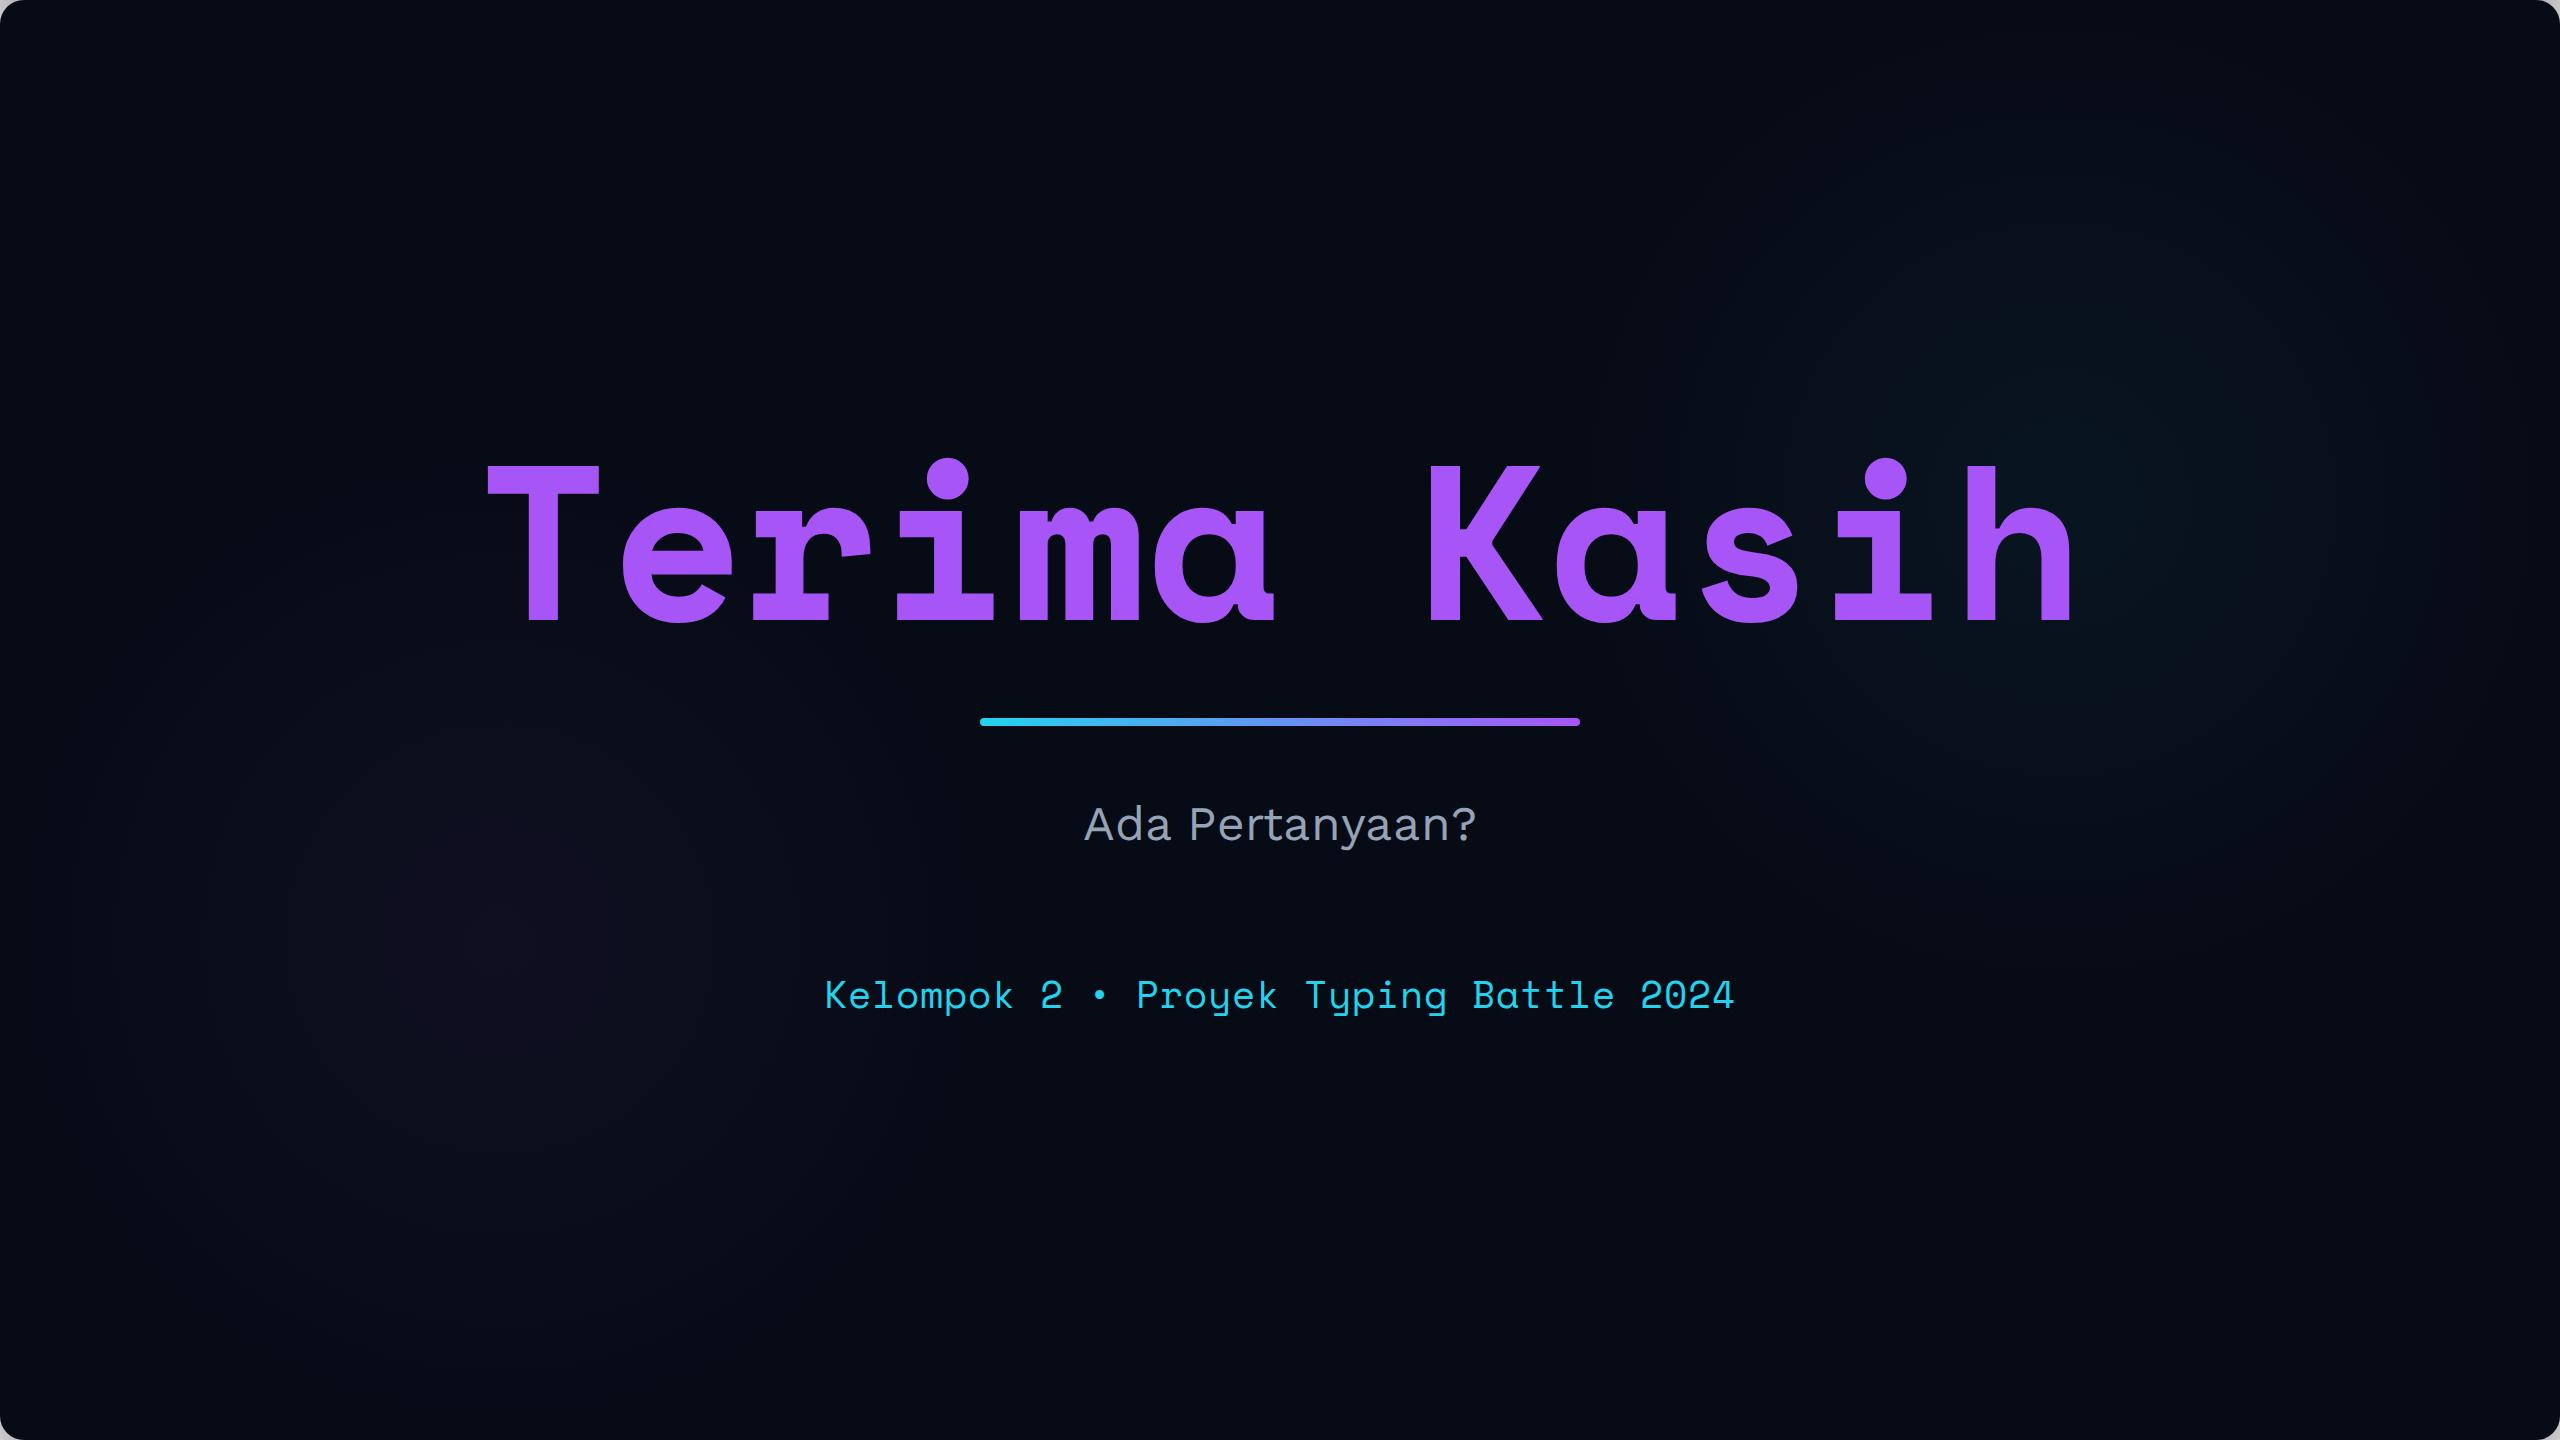 Terima Kasih
Ada Pertanyaan?
Kelompok 2 • Proyek Typing Battle 2024